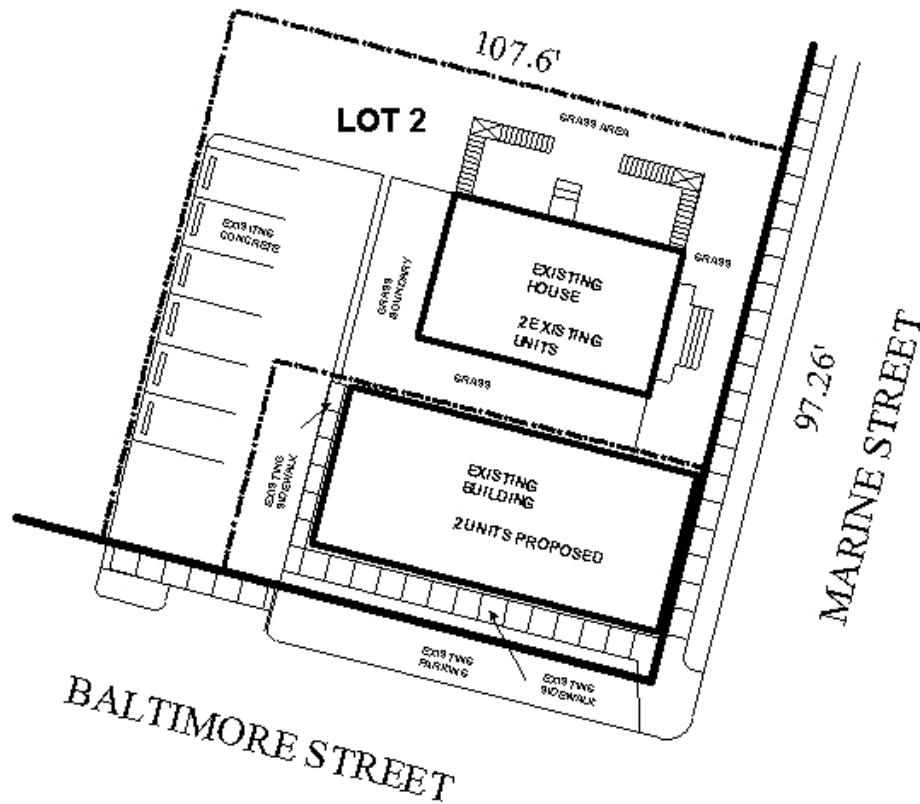 107.6'
LOT 2
GRASS AREA
EXISITNG
CONCRETE
GRASS
BOUNDARY
EXISTING
HOUSE
2 EXISTING
UNITS
GRASS
GRASS
97.26'
MARINE STREET
EXISTING
SIDEWALK
EXISTING
BUILDING
2 UNITS PROPOSED
EXISTING
PARKING
EXISTING
SIDEWALK
BALTIMORE STREET